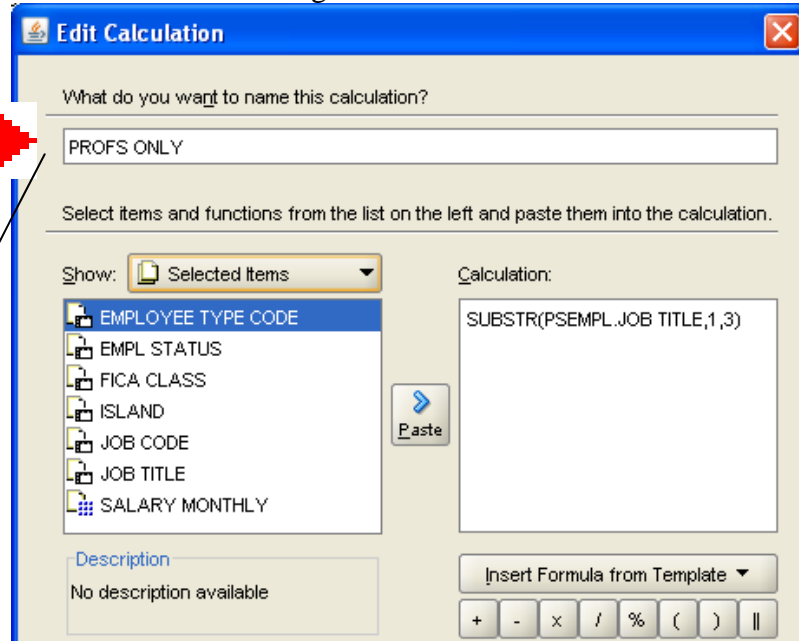 Edit Calculation
What do you want to name this calculation?
PROFS ONLY
Select items and functions from the list on the left and paste them into the calculation.
Show: Selected Items
EMPLOYEE TYPE CODE
EMPL STATUS
FICA CLASS
ISLAND
JOB CODE
JOB TITLE
SALARY MONTHLY
Paste
Calculation:
SUBSTR(PSEMPL.JOB TITLE,1,3)
Description
No description available
Insert Formula from Template
+ - x / % ( ) ||